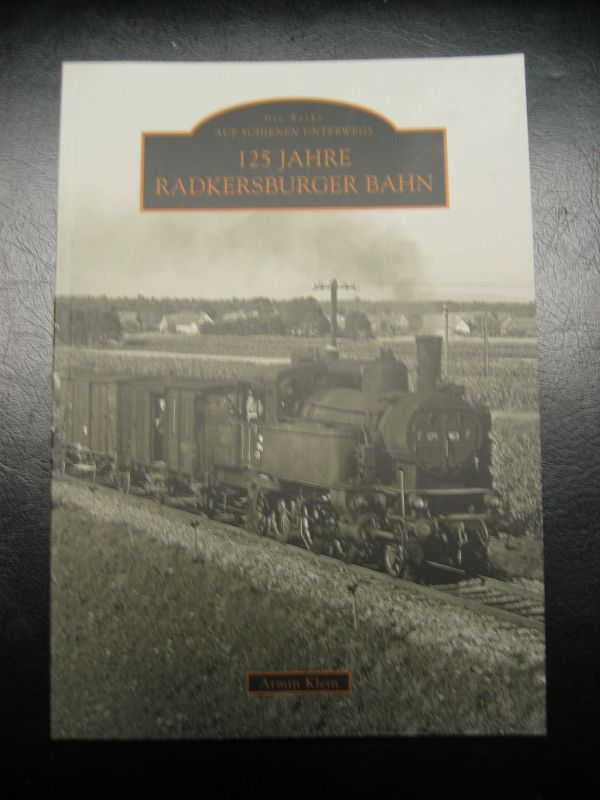 Die Reihe
AUF SCHIENEN UNTERWEGS
125 JAHRE
RADKERSBURGER BAHN
Armin Klein